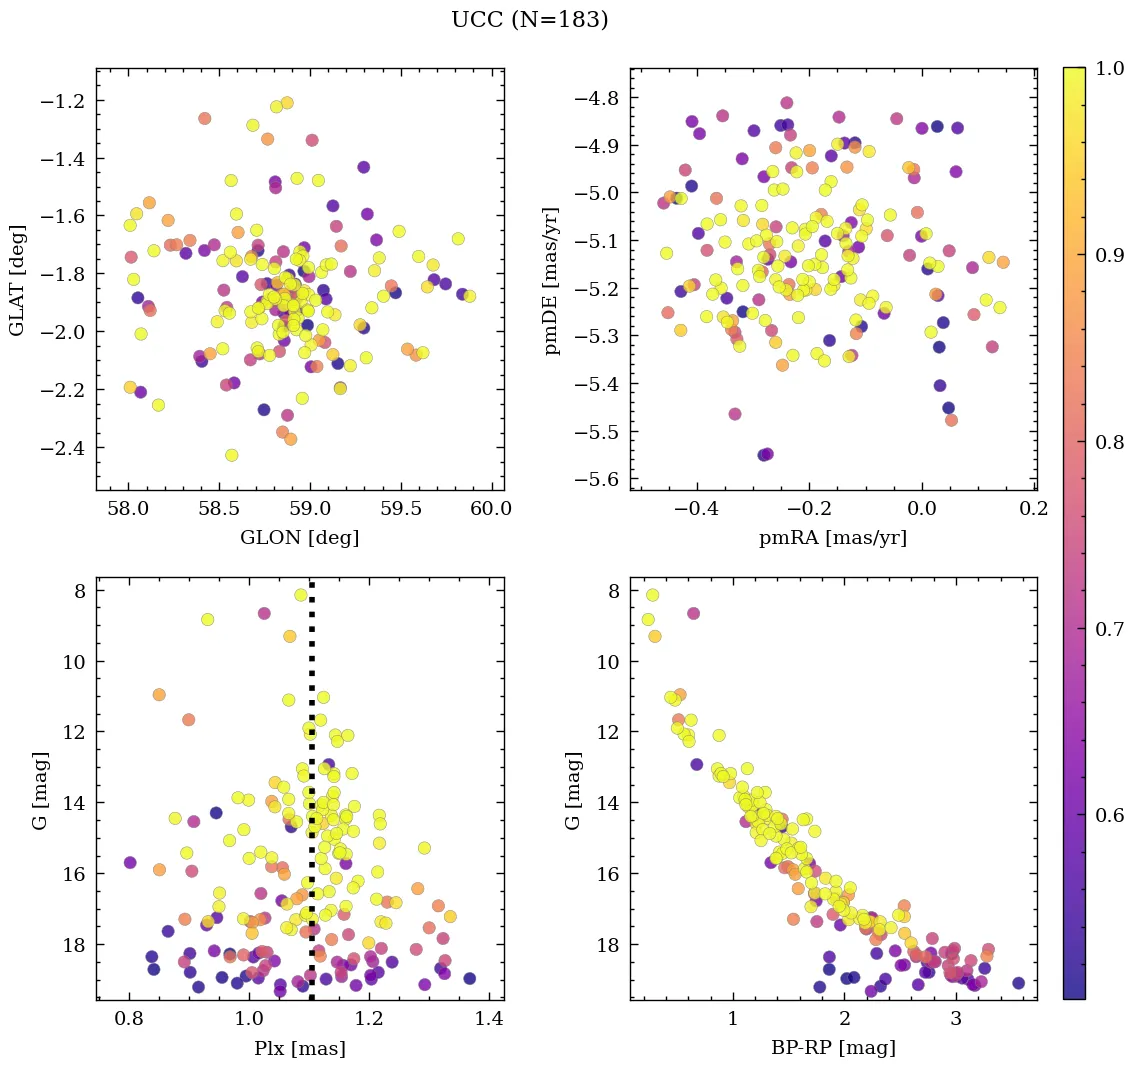 UCC (N=183)
−1.2
−1.4
−1.6
−1.8
−2.0
−2.2
−2.4
GLAT [deg]
58.0 58.5 59.0 59.5 60.0
GLON [deg]
−4.8
−4.9
−5.0
−5.1
−5.2
−5.3
−5.4
−5.5
−5.6
pmDE [mas/yr]
−0.4 −0.2 0.0 0.2
pmRA [mas/yr]
8
10
12
14
16
18
G [mag]
0.8 1.0 1.2 1.4
Plx [mas]
8
10
12
14
16
18
G [mag]
1 2 3
BP-RP [mag]
1.0
0.9
0.8
0.7
0.6